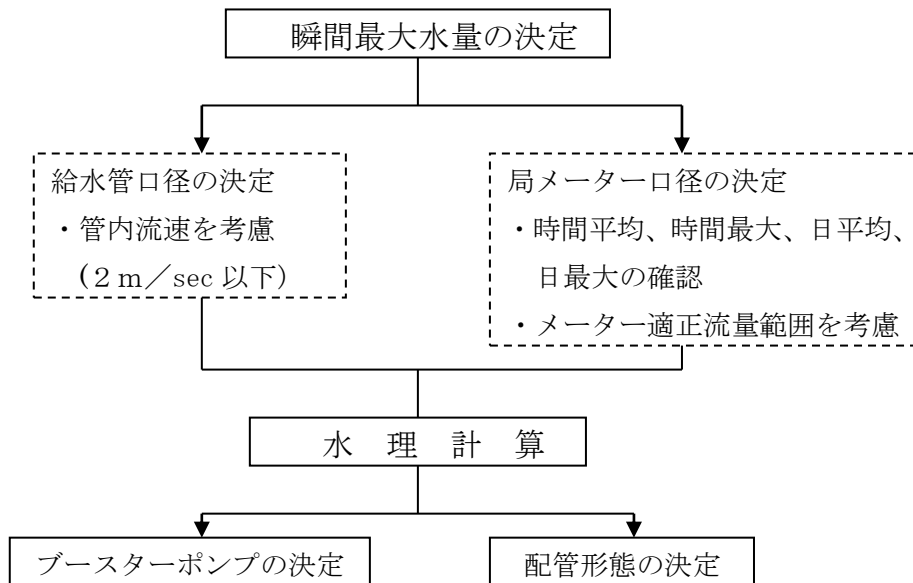 瞬間最大水量の決定
給水管口径の決定
・管内流速を考慮
(2m/sec 以下)
局メーター口径の決定
・時間平均、時間最大、日平均、
日最大の確認
・メーター適正流量範囲を考慮
水 理 計 算
ブースターポンプの決定
配管形態の決定